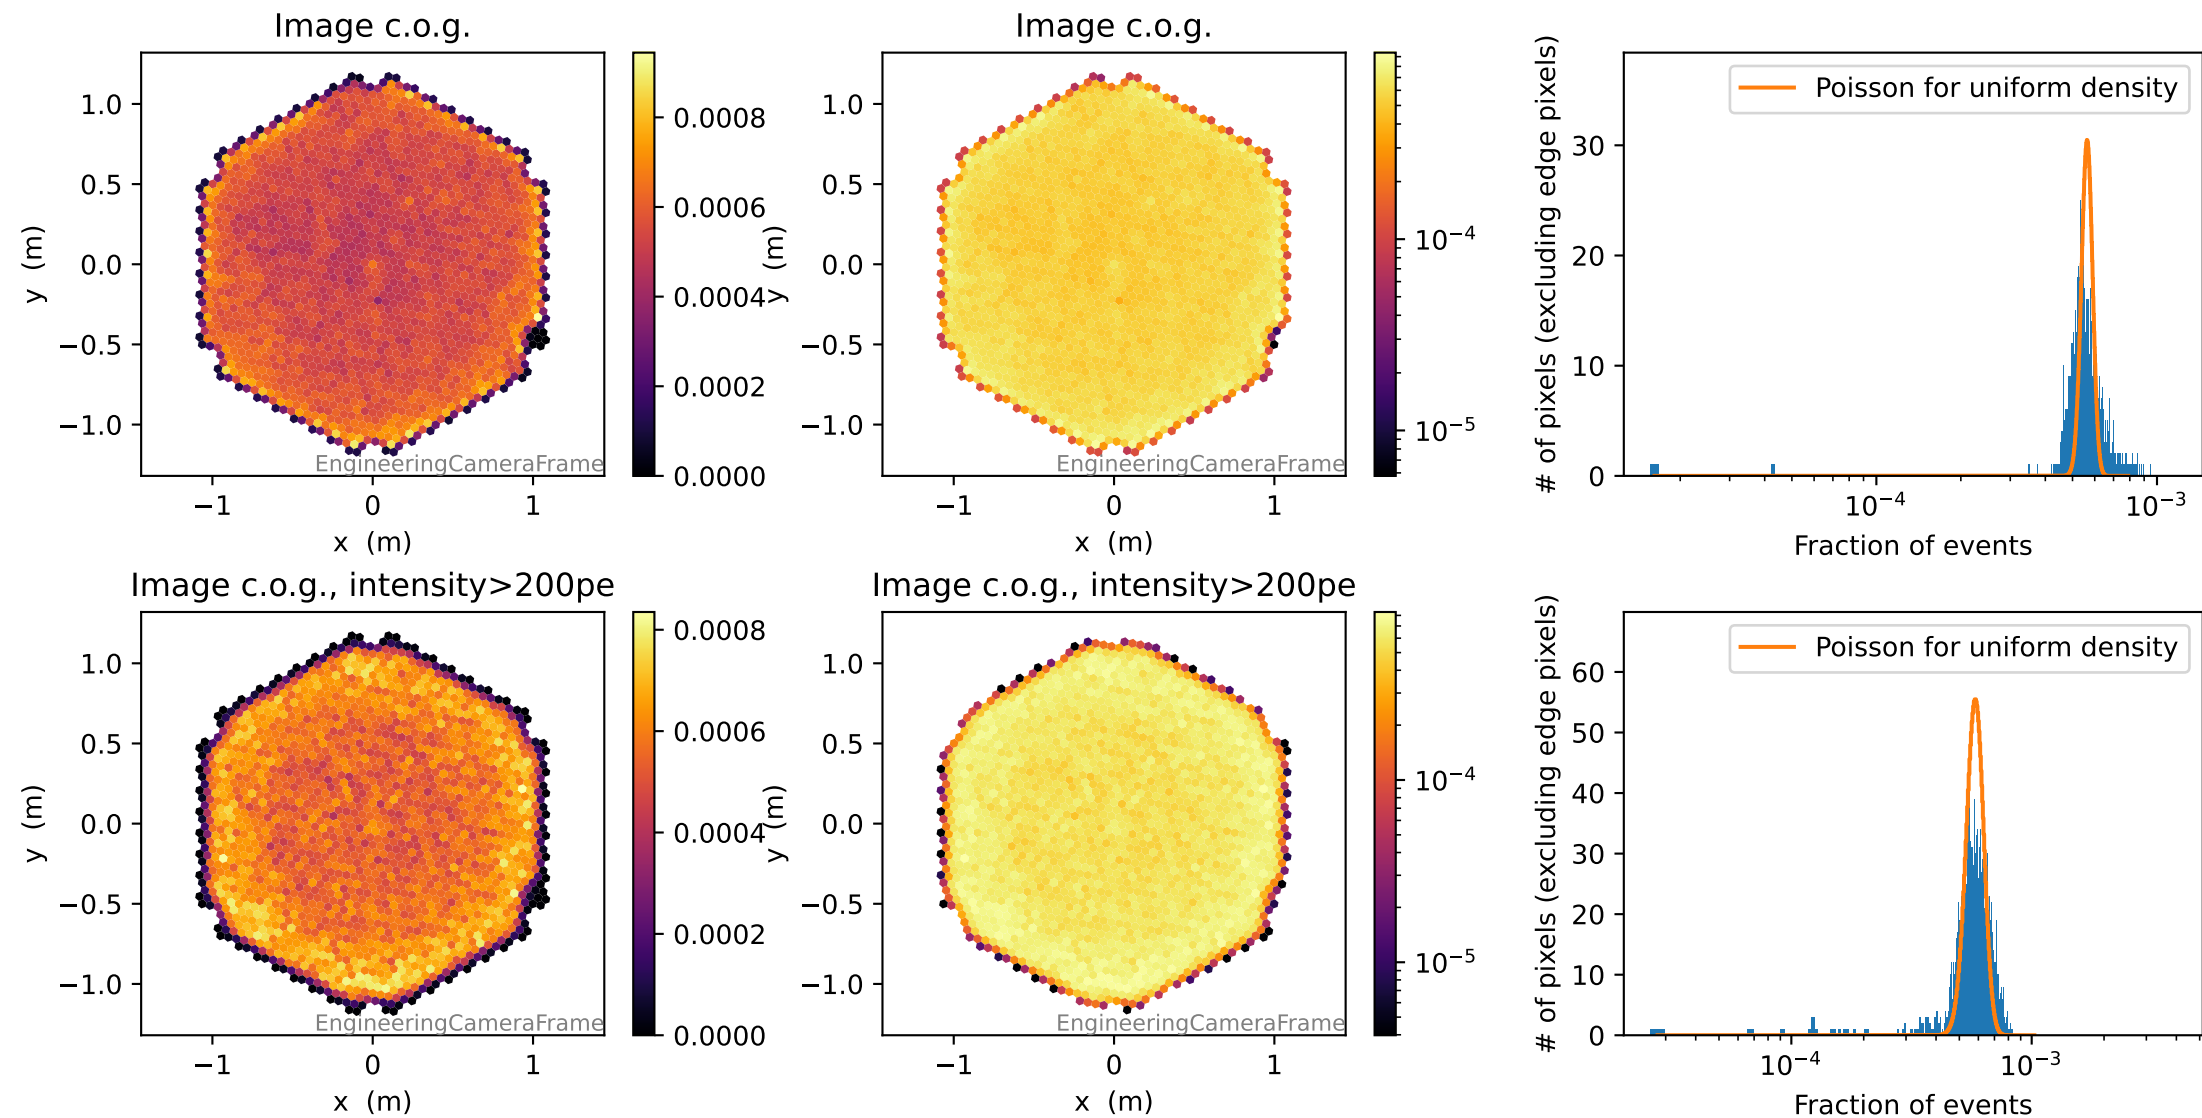 Image c.o.g.
1.0
0.5
0.0
−0.5
−1.0
y (m)
−1
0
1
x (m)
EngineeringCameraFrame
0.0008
0.0006
0.0004
0.0002
0.0000
Image c.o.g.
1.0
0.5
0.0
−0.5
−1.0
y (m)
−1
0
1
x (m)
EngineeringCameraFrame
10⁻⁴
10⁻⁵
Poisson for uniform density
# of pixels (excluding edge pixels)
30
20
10
0
10⁻⁴
10⁻³
Fraction of events
Image c.o.g., intensity>200pe
1.0
0.5
0.0
−0.5
−1.0
y (m)
−1
0
1
x (m)
EngineeringCameraFrame
0.0008
0.0006
0.0004
0.0002
0.0000
Image c.o.g., intensity>200pe
1.0
0.5
0.0
−0.5
−1.0
y (m)
−1
0
1
x (m)
EngineeringCameraFrame
10⁻⁴
10⁻⁵
Poisson for uniform density
# of pixels (excluding edge pixels)
60
50
40
30
20
10
0
10⁻⁴
10⁻³
Fraction of events